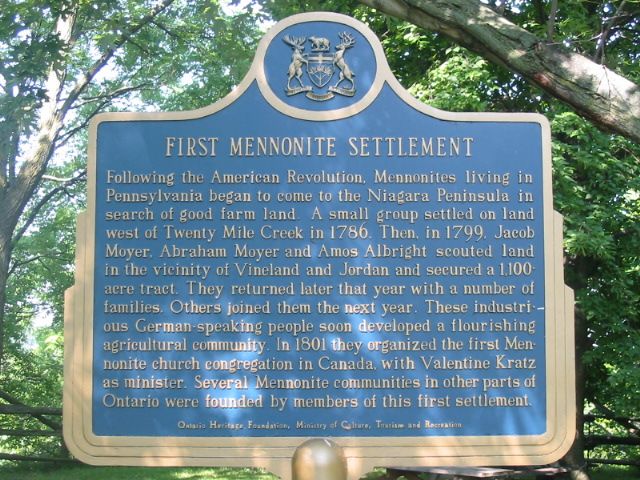 FIRST MENNONITE SETTLEMENT
Following the American Revolution, Mennonites living in
Pennsylvania began to come to the Niagara Peninsula in
search of good farm land. A small group settled on land
west of Twenty Mile Creek in 1786. Then, in 1799, Jacob
Moyer, Abraham Moyer and Amos Albright scouted land
in the vicinity of Vineland and Jordan and secured a 1,100-
acre tract. They returned later that year with a number of
families. Others joined them the next year. These industri-
ous German-speaking people soon developed a flourishing
agricultural community. In 1801 they organized the first Men-
nonite church congregation in Canada, with Valentine Kratz
as minister. Several Mennonite communities in other parts of
Ontario were founded by members of this first settlement.
Ontario Heritage Foundation, Ministry of Culture, Tourism and Recreation